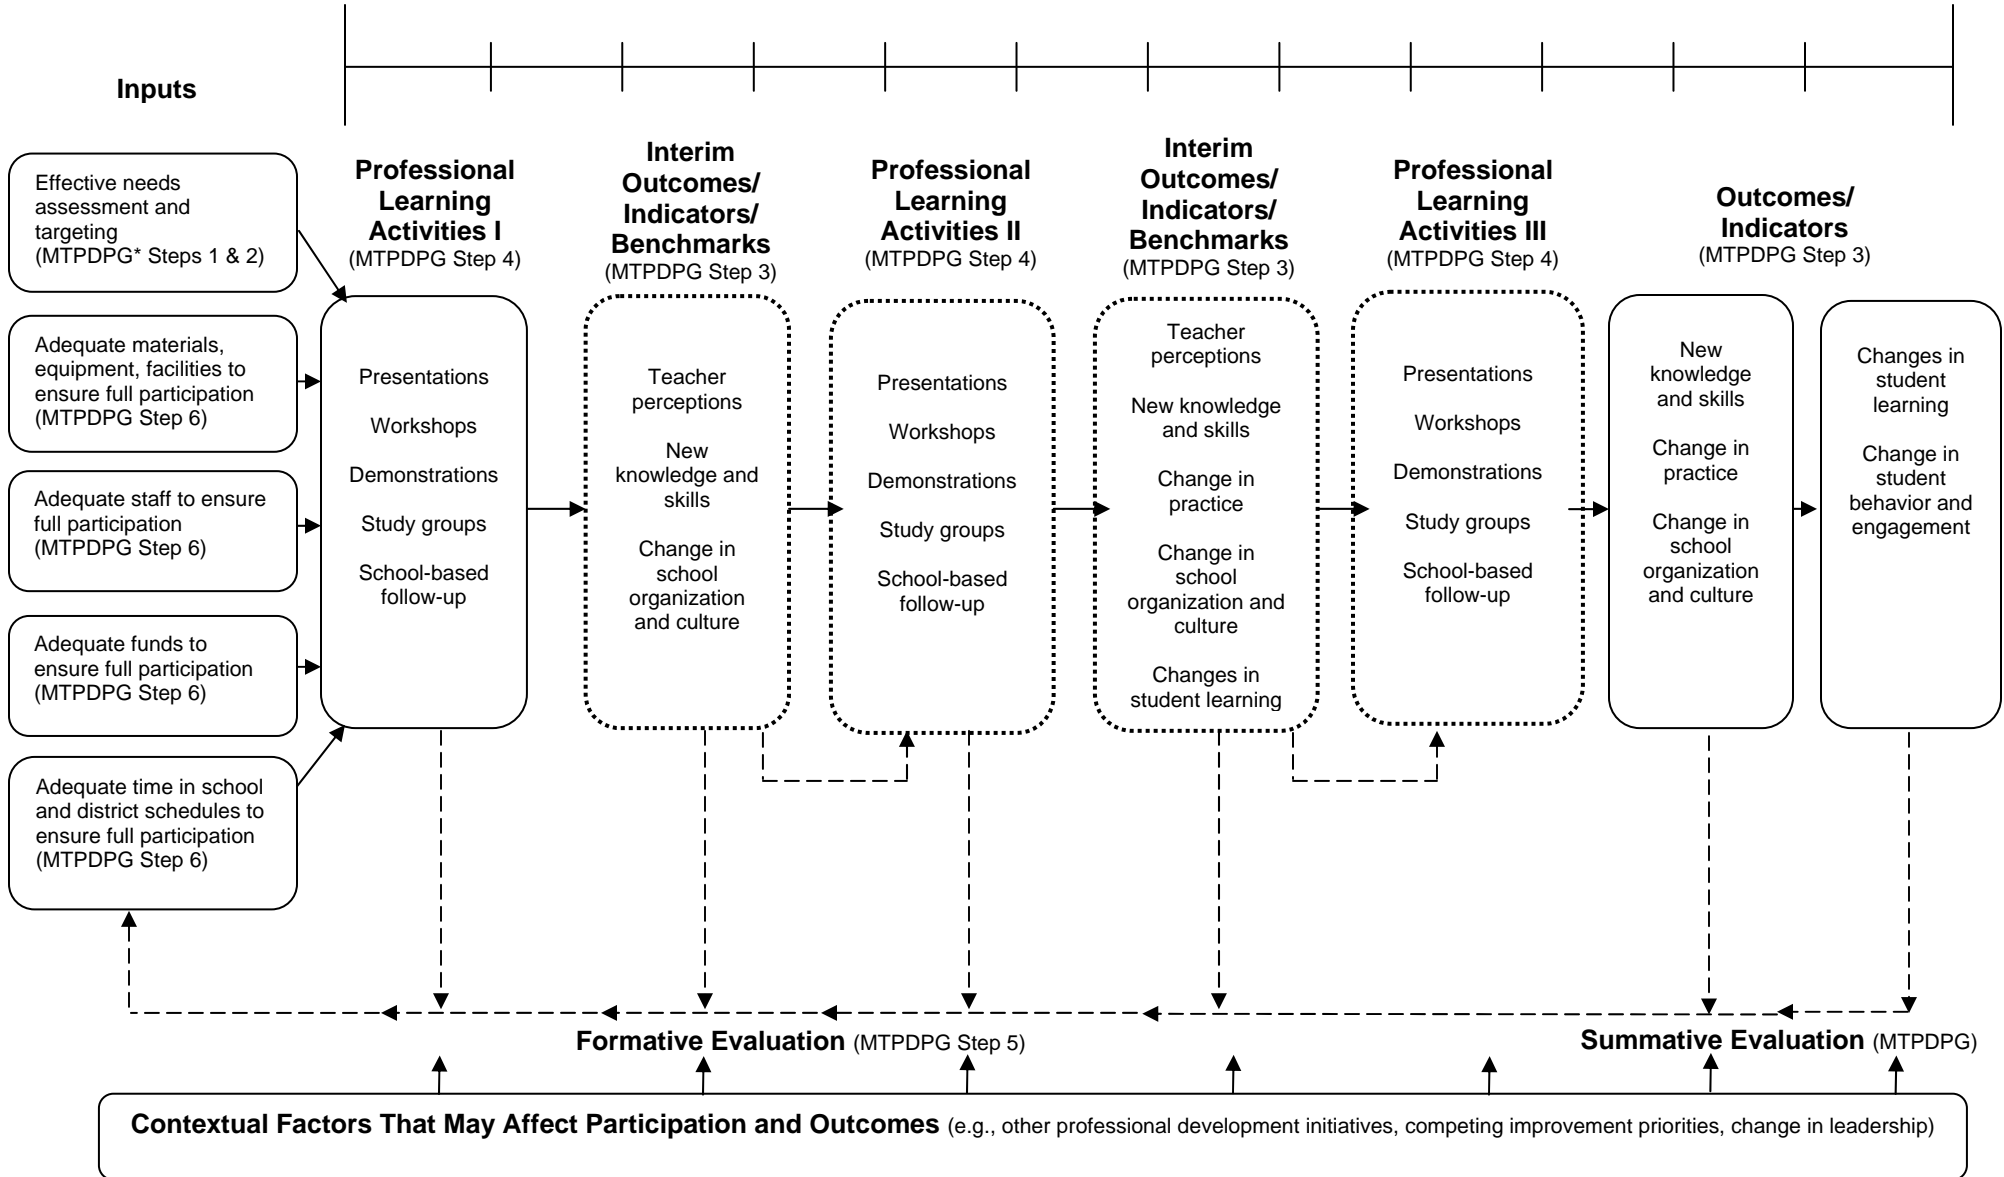 Inputs
Effective needs
assessment and
targeting
(MTPDPG* Steps 1 & 2)
Adequate materials,
equipment, facilities to
ensure full participation
(MTPDPG Step 6)
Adequate staff to ensure
full participation
(MTPDPG Step 6)
Adequate funds to
ensure full participation
(MTPDPG Step 6)
Adequate time in school
and district schedules to
ensure full participation
(MTPDPG Step 6)
Professional
Learning
Activities I
(MTPDPG Step 4)
Presentations
Workshops
Demonstrations
Study groups
School-based
follow-up
Interim
Outcomes/
Indicators/
Benchmarks
(MTPDPG Step 3)
Teacher
perceptions
New
knowledge and
skills
Change in
school
organization
and culture
Professional
Learning
Activities II
(MTPDPG Step 4)
Presentations
Workshops
Demonstrations
Study groups
School-based
follow-up
Interim
Outcomes/
Indicators/
Benchmarks
(MTPDPG Step 3)
Teacher
perceptions
New knowledge
and skills
Change in
practice
Change in
school
organization and
culture
Changes in
student learning
Professional
Learning
Activities III
(MTPDPG Step 4)
Presentations
Workshops
Demonstrations
Study groups
School-based
follow-up
Outcomes/
Indicators
(MTPDPG Step 3)
New
knowledge
and skills
Change in
practice
Change in
school
organization
and culture
Changes in
student
learning
Change in
student
behavior and
engagement
Formative Evaluation (MTPDPG Step 5)
Summative Evaluation (MTPDPG)
Contextual Factors That May Affect Participation and Outcomes (e.g., other professional development initiatives, competing improvement priorities, change in leadership)